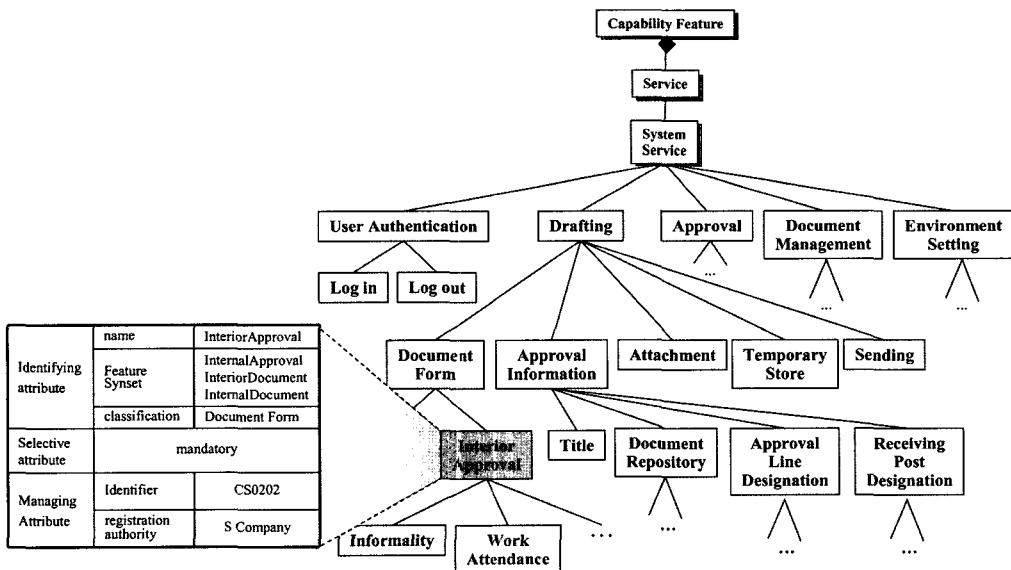 Capability Feature
Service
System
Service
User Authentication
Drafting
Approval
Document
Management
Environment
Setting
...
...
...
Log in
Log out
Document
Form
Approval
Information
Attachment
Temporary
Store
Sending
Identifying
attribute
name
InteriorApproval
Feature
Synset
InternalApproval
InteriorDocument
InternalDocument
classification
Document Form
Selective
attribute
mandatory
Managing
Attribute
Identifier
CS0202
registration
authority
S Company
Interior
Approval
Title
Document
Repository
Approval
Line
Designation
Receiving
Post
Designation
...
...
...
Informality
Work
Attendance
...